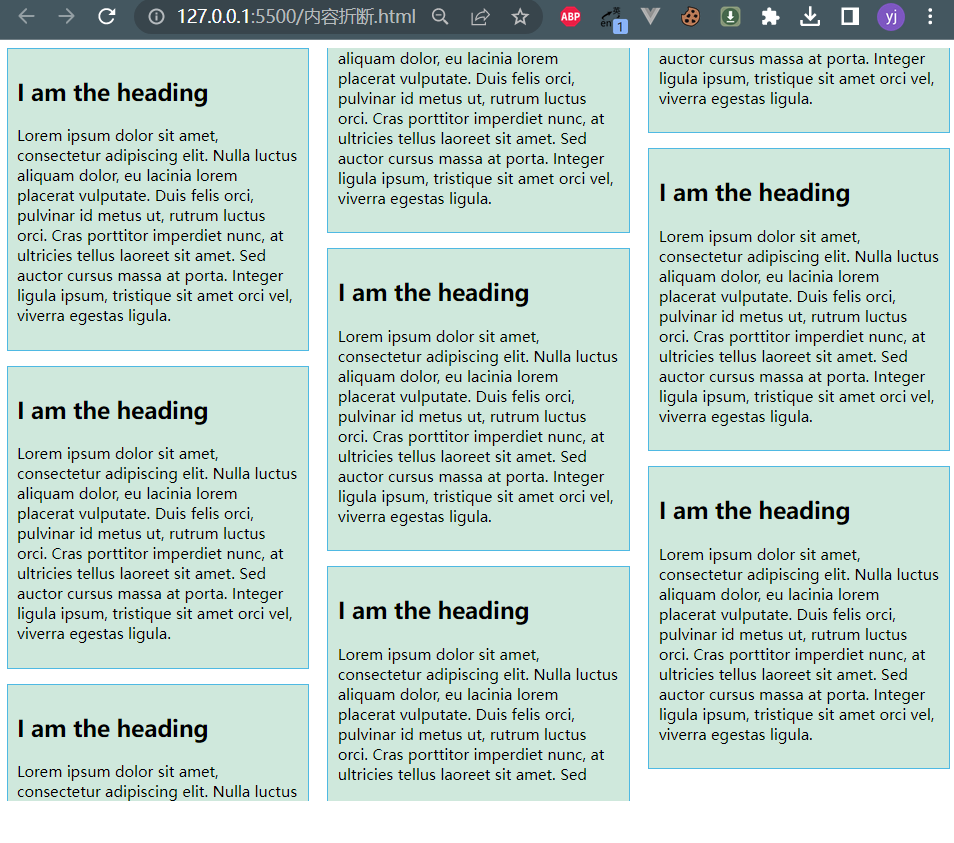 127.0.0.1:5500/内容折断.html
ABP
英
en
1
yj
I am the heading
Lorem ipsum dolor sit amet,
consectetur adipiscing elit. Nulla luctus
aliquam dolor, eu lacinia lorem
placerat vulputate. Duis felis orci,
pulvinar id metus ut, rutrum luctus
orci. Cras porttitor imperdiet nunc, at
ultricies tellus laoreet sit amet. Sed
auctor cursus massa at porta. Integer
ligula ipsum, tristique sit amet orci vel,
viverra egestas ligula.
I am the heading
Lorem ipsum dolor sit amet,
consectetur adipiscing elit. Nulla luctus
aliquam dolor, eu lacinia lorem
placerat vulputate. Duis felis orci,
pulvinar id metus ut, rutrum luctus
orci. Cras porttitor imperdiet nunc, at
ultricies tellus laoreet sit amet. Sed
auctor cursus massa at porta. Integer
ligula ipsum, tristique sit amet orci vel,
viverra egestas ligula.
I am the heading
Lorem ipsum dolor sit amet,
consectetur adipiscing elit. Nulla luctus
aliquam dolor, eu lacinia lorem
placerat vulputate. Duis felis orci,
pulvinar id metus ut, rutrum luctus
orci. Cras porttitor imperdiet nunc, at
ultricies tellus laoreet sit amet. Sed
auctor cursus massa at porta. Integer
ligula ipsum, tristique sit amet orci vel,
viverra egestas ligula.
I am the heading
Lorem ipsum dolor sit amet,
consectetur adipiscing elit. Nulla luctus
aliquam dolor, eu lacinia lorem
placerat vulputate. Duis felis orci,
pulvinar id metus ut, rutrum luctus
orci. Cras porttitor imperdiet nunc, at
ultricies tellus laoreet sit amet. Sed
auctor cursus massa at porta. Integer
ligula ipsum, tristique sit amet orci vel,
viverra egestas ligula.
I am the heading
Lorem ipsum dolor sit amet,
consectetur adipiscing elit. Nulla luctus
aliquam dolor, eu lacinia lorem
placerat vulputate. Duis felis orci,
pulvinar id metus ut, rutrum luctus
orci. Cras porttitor imperdiet nunc, at
ultricies tellus laoreet sit amet. Sed
auctor cursus massa at porta. Integer
ligula ipsum, tristique sit amet orci vel,
viverra egestas ligula.
I am the heading
Lorem ipsum dolor sit amet,
consectetur adipiscing elit. Nulla luctus
aliquam dolor, eu lacinia lorem
placerat vulputate. Duis felis orci,
pulvinar id metus ut, rutrum luctus
orci. Cras porttitor imperdiet nunc, at
ultricies tellus laoreet sit amet. Sed
auctor cursus massa at porta. Integer
ligula ipsum, tristique sit amet orci vel,
viverra egestas ligula.
I am the heading
Lorem ipsum dolor sit amet,
consectetur adipiscing elit. Nulla luctus
aliquam dolor, eu lacinia lorem
placerat vulputate. Duis felis orci,
pulvinar id metus ut, rutrum luctus
orci. Cras porttitor imperdiet nunc, at
ultricies tellus laoreet sit amet. Sed
auctor cursus massa at porta. Integer
ligula ipsum, tristique sit amet orci vel,
viverra egestas ligula.